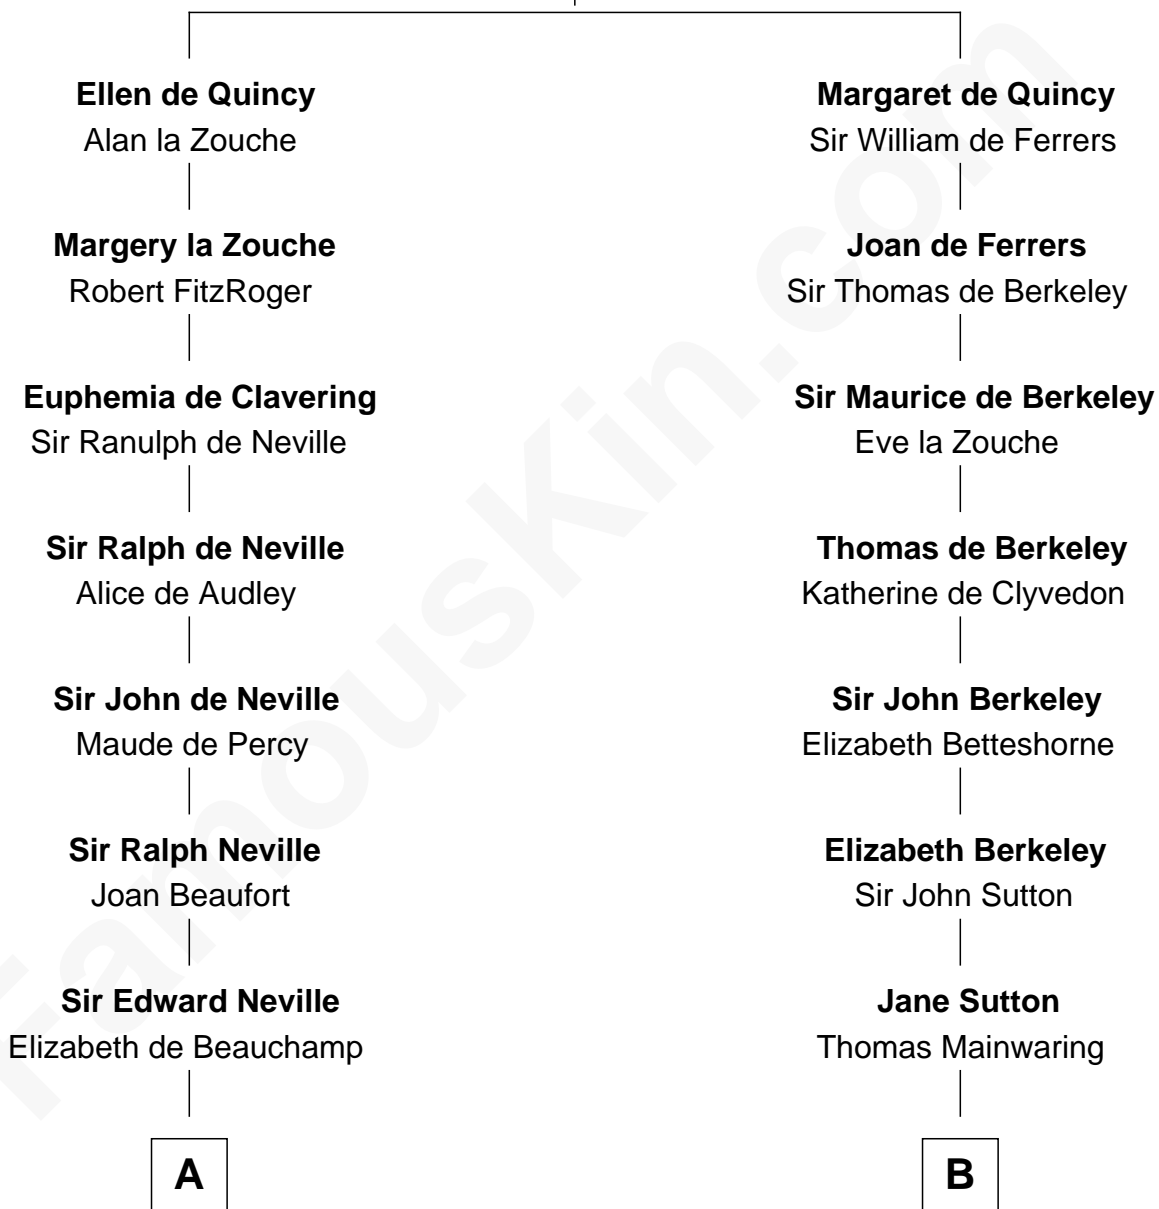 Ellen de Quincy
Alan la Zouche
Margery la Zouche
Robert FitzRoger
Euphemia de Clavering
Sir Ranulph de Neville
Sir Ralph de Neville
Alice de Audley
Sir John de Neville
Maude de Percy
Sir Ralph Neville
Joan Beaufort
Sir Edward Neville
Elizabeth de Beauchamp
A
Margaret de Quincy
Sir William de Ferrers
Joan de Ferrers
Sir Thomas de Berkeley
Sir Maurice de Berkeley
Eve la Zouche
Thomas de Berkeley
Katherine de Clyvedon
Sir John Berkeley
Elizabeth Betteshorne
Elizabeth Berkeley
Sir John Sutton
Jane Sutton
Thomas Mainwaring
B
FamousKin.com